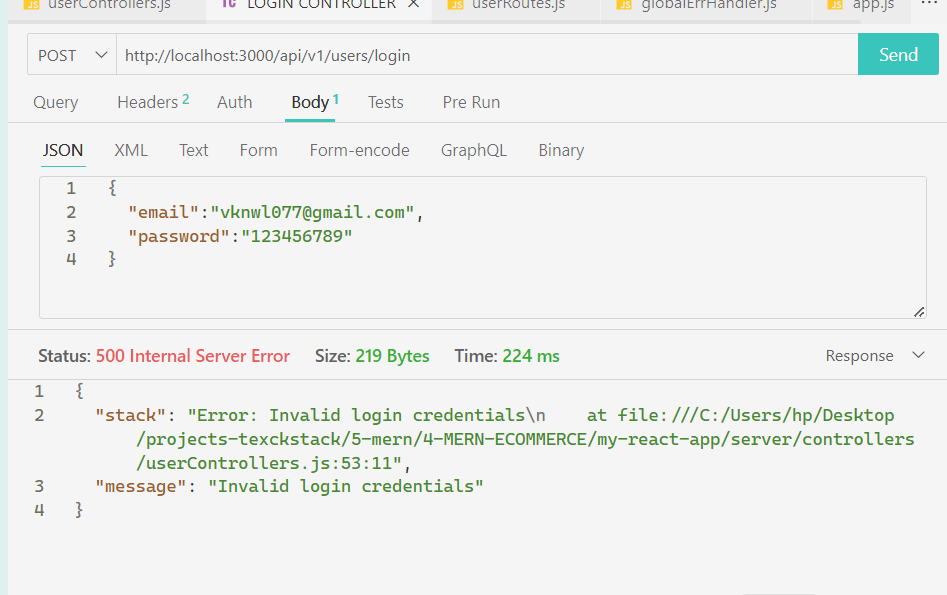 JS userControllers.js TC LOGIN CONTROLLER × JS userRoutes.js JS globalErrHandler.js JS app.js ...
POST http://localhost:3000/api/v1/users/login Send
Query Headers 2 Auth Body 1 Tests Pre Run
JSON XML Text Form Form-encode GraphQL Binary
1 {
2 "email":"vknwl077@gmail.com",
3 "password":"123456789"
4 }
Status: 500 Internal Server Error Size: 219 Bytes Time: 224 ms Response
1 {
2 "stack": "Error: Invalid login credentials\n    at file:///C:/Users/hp/Desktop
/projects-texckstack/5-mern/4-MERN-ECOMMERCE/my-react-app/server/controllers
/userControllers.js:53:11",
3 "message": "Invalid login credentials"
4 }